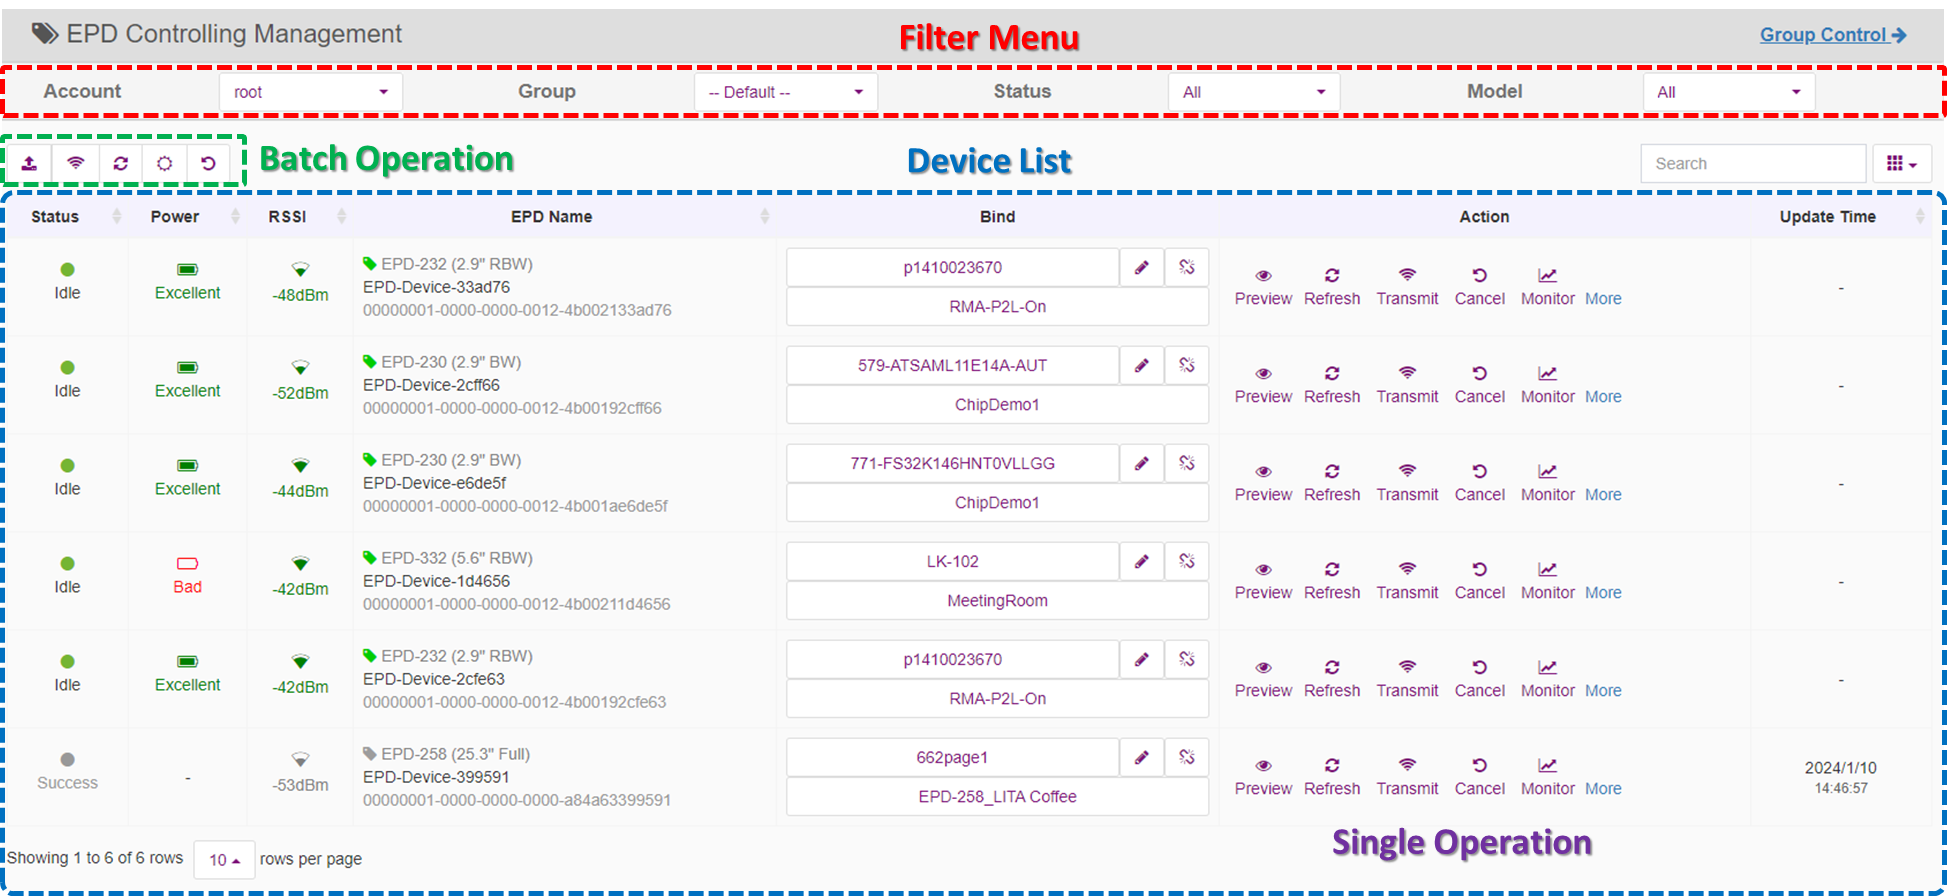 EPD Controlling Management
Filter Menu
Group Control
Account
root
Group
-- Default --
Status
All
Model
All
Batch Operation
Device List
Search
Status Power RSSI EPD Name Bind Action Update Time
Idle
Excellent
-48dBm
EPD-232 (2.9" RBW)
EPD-Device-33ad76
00000001-0000-0000-0012-4b002133ad76
p1410023670
RMA-P2L-On
Preview Refresh Transmit Cancel Monitor More
-
Idle
Excellent
-52dBm
EPD-230 (2.9" BW)
EPD-Device-2cff66
00000001-0000-0000-0012-4b00192cff66
579-ATSAML11E14A-AUT
ChipDemo1
Preview Refresh Transmit Cancel Monitor More
-
Idle
Excellent
-44dBm
EPD-230 (2.9" BW)
EPD-Device-e6de5f
00000001-0000-0000-0012-4b001ae6de5f
771-FS32K146HNT0VLLGG
ChipDemo1
Preview Refresh Transmit Cancel Monitor More
-
Idle
Bad
-42dBm
EPD-332 (5.6" RBW)
EPD-Device-1d4656
00000001-0000-0000-0012-4b00211d4656
LK-102
MeetingRoom
Preview Refresh Transmit Cancel Monitor More
-
Idle
Excellent
-42dBm
EPD-232 (2.9" RBW)
EPD-Device-2cfe63
00000001-0000-0000-0012-4b00192cfe63
p1410023670
RMA-P2L-On
Preview Refresh Transmit Cancel Monitor More
-
Success
-
-53dBm
EPD-258 (25.3" Full)
EPD-Device-399591
00000001-0000-0000-0000-a84a63399591
662page1
EPD-258_LITA Coffee
Preview Refresh Transmit Cancel Monitor More
2024/1/10
14:46:57
Single Operation
Showing 1 to 6 of 6 rows 10 rows per page